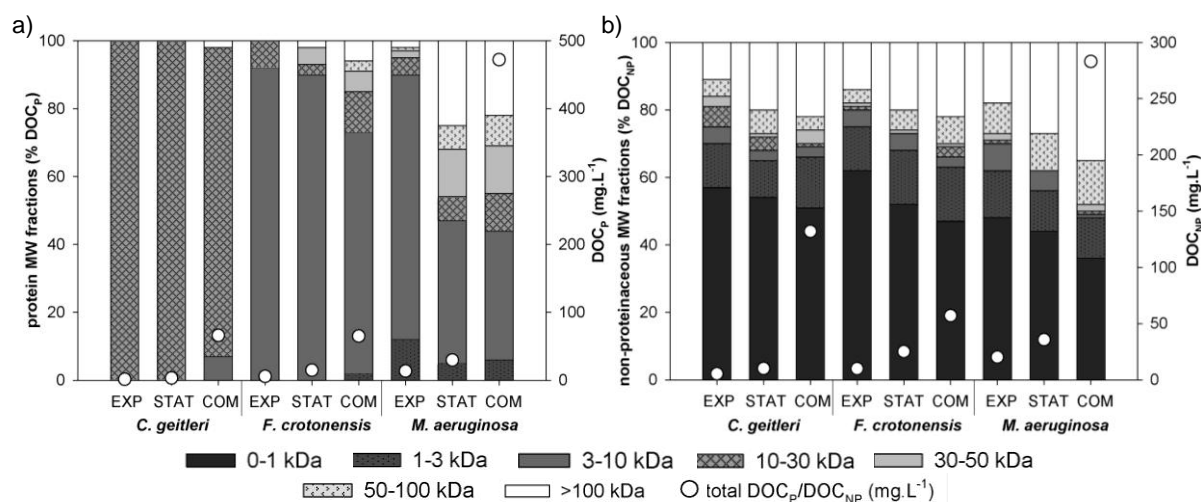 a)
protein MW fractions (% DOC_P)
100
80
60
40
20
0
500
400
300
200
100
0
DOC_P (mg.L⁻¹)
EXP STAT COM EXP STAT COM EXP STAT COM
C. geitleri F. crotonensis M. aeruginosa
b)
non-proteinaceous MW fractions (% DOC_NP)
100
80
60
40
20
0
300
250
200
150
100
50
0
DOC_NP (mg.L⁻¹)
EXP STAT COM EXP STAT COM EXP STAT COM
C. geitleri F. crotonensis M. aeruginosa
0-1 kDa 1-3 kDa 3-10 kDa 10-30 kDa 30-50 kDa
50-100 kDa >100 kDa total DOC_P/DOC_NP (mg.L⁻¹)